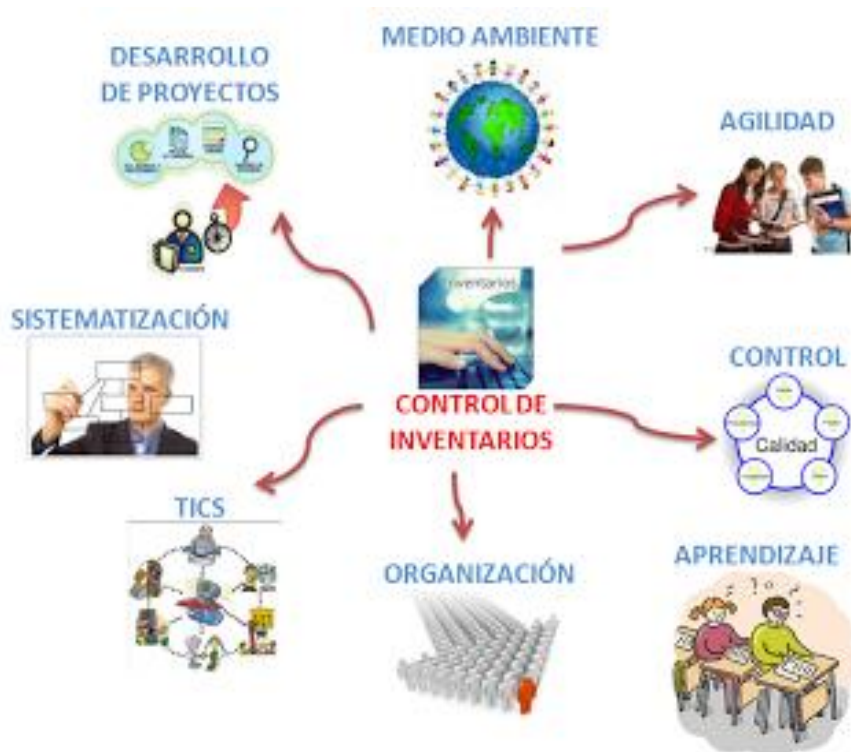 MEDIO AMBIENTE
DESARROLLO
DE PROYECTOS
AGILIDAD
Inventarios
SISTEMATIZACIÓN
CONTROL
CONTROL DE
INVENTARIOS
Calidad
TICS
ORGANIZACIÓN
APRENDIZAJE